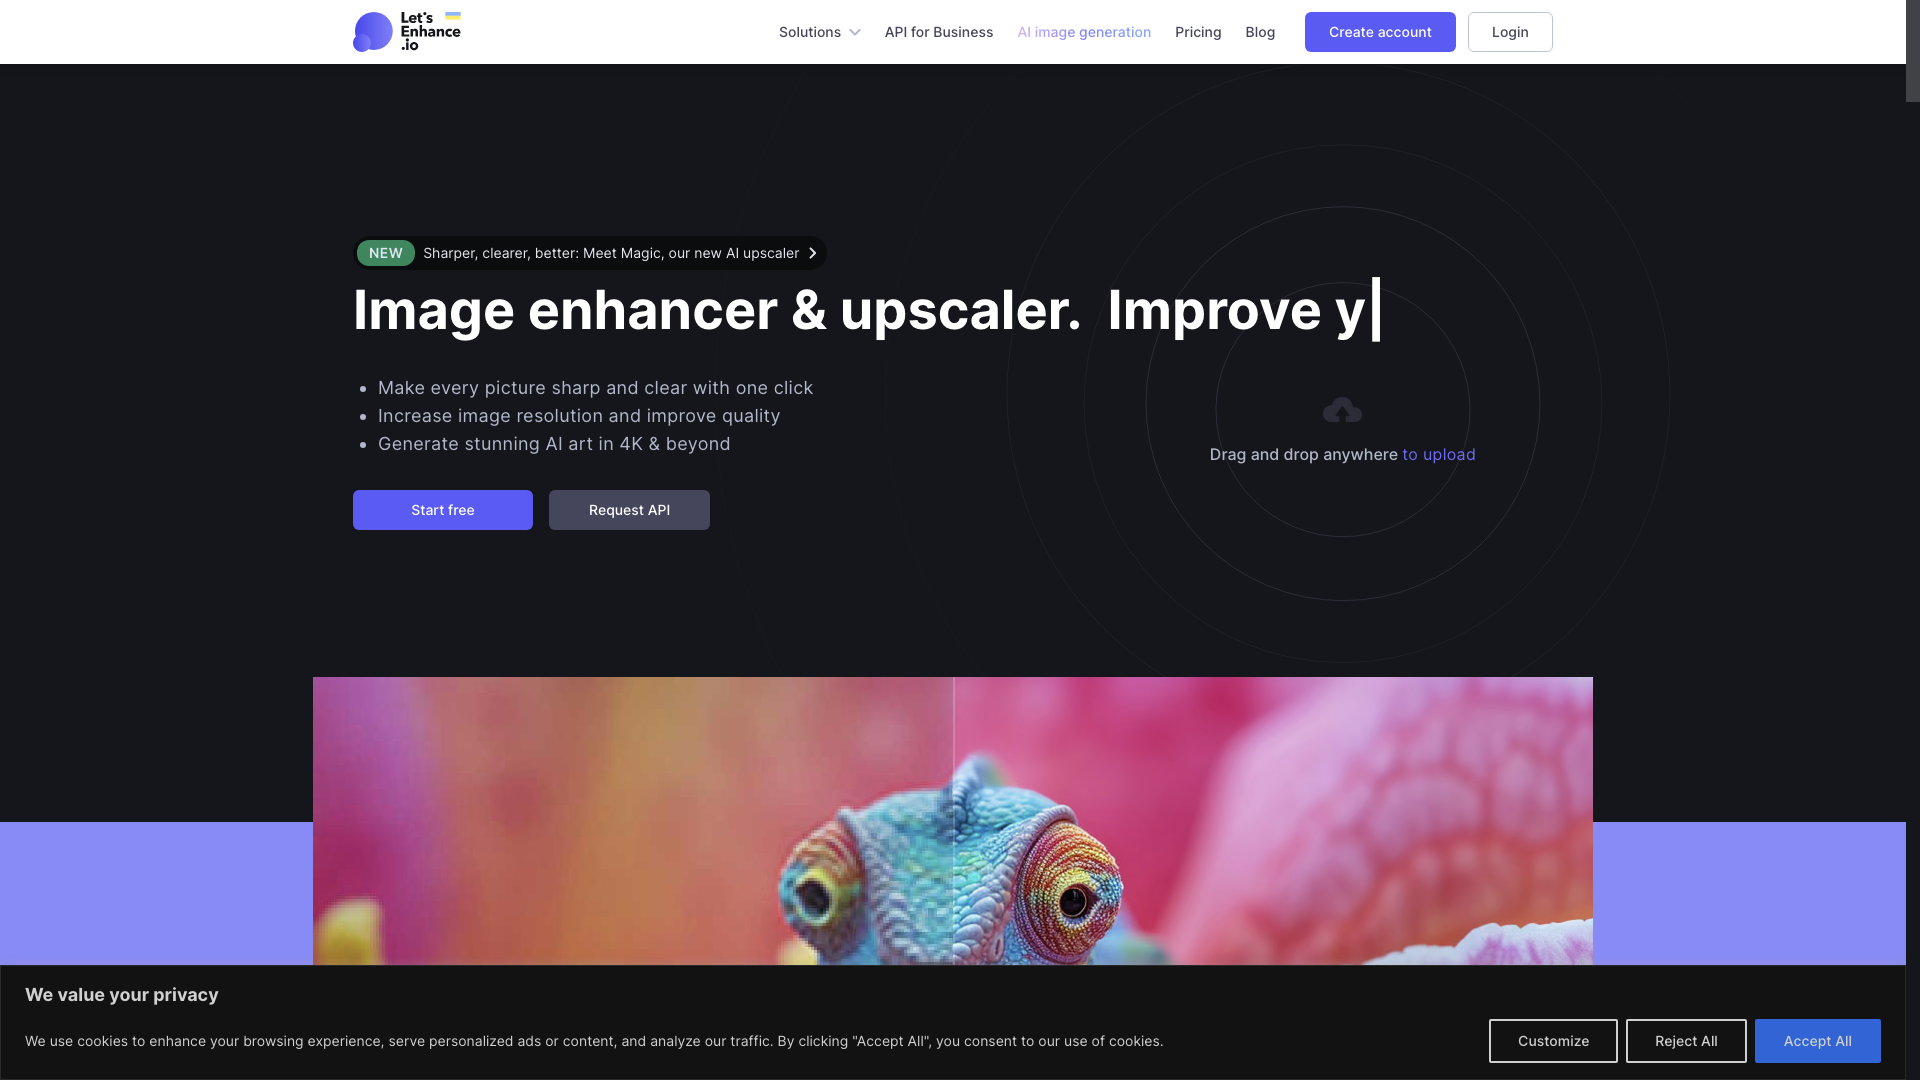 Let's
Enhance
.io
Solutions
API for Business
AI image generation
Pricing
Blog
Create account
Login
NEW
Sharper, clearer, better: Meet Magic, our new AI upscaler
Image enhancer & upscaler. Improve y|
• Make every picture sharp and clear with one click
• Increase image resolution and improve quality
• Generate stunning AI art in 4K & beyond
Start free
Request API
Drag and drop anywhere to upload
We value your privacy
We use cookies to enhance your browsing experience, serve personalized ads or content, and analyze our traffic. By clicking "Accept All", you consent to our use of cookies.
Customize
Reject All
Accept All